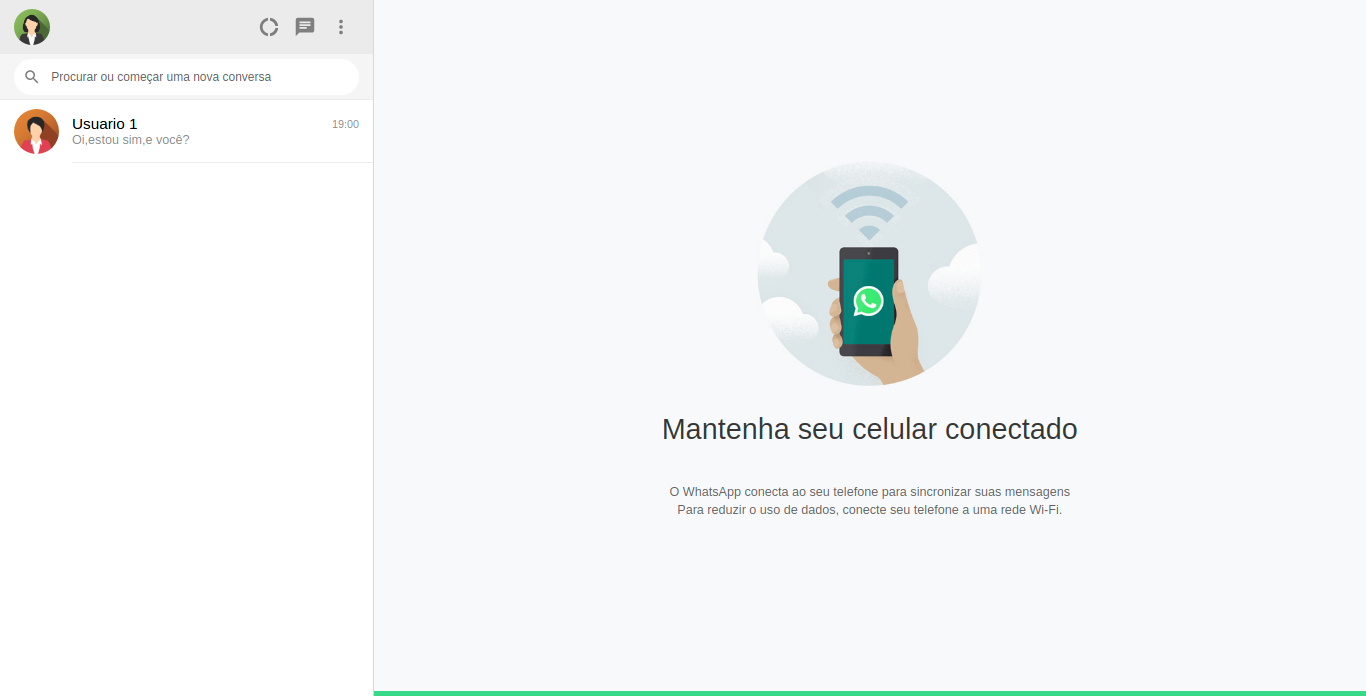 Procurar ou começar uma nova conversa
Usuario 1
19:00
Oi,estou sim,e você?
Mantenha seu celular conectado
O WhatsApp conecta ao seu telefone para sincronizar suas mensagens
Para reduzir o uso de dados, conecte seu telefone a uma rede Wi-Fi.